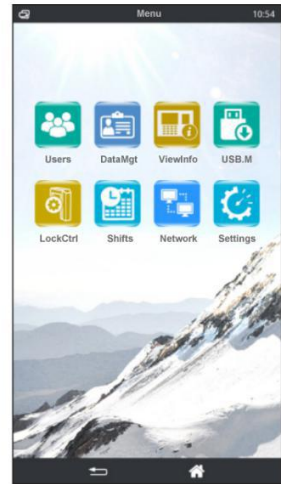 Menu 10:54
Users DataMgt ViewInfo USB.M
LockCtrl Shifts Network Settings